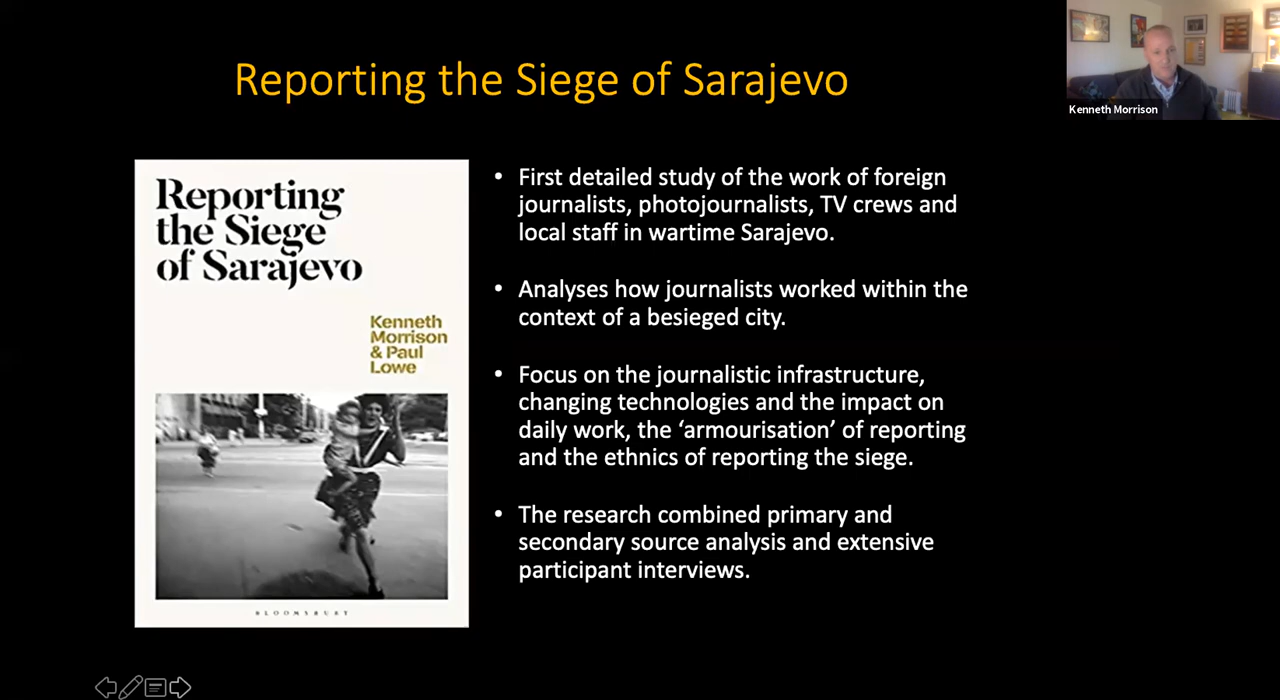 Reporting the Siege of Sarajevo
Kenneth Morrison
Reporting
the Siege
of Sarajevo
Kenneth
Morrison
& Paul
Lowe
BLOOMSBURY
• First detailed study of the work of foreign
journalists, photojournalists, TV crews and
local staff in wartime Sarajevo.
• Analyses how journalists worked within the
context of a besieged city.
• Focus on the journalistic infrastructure,
changing technologies and the impact on
daily work, the ‘armourisation’ of reporting
and the ethnics of reporting the siege.
• The research combined primary and
secondary source analysis and extensive
participant interviews.